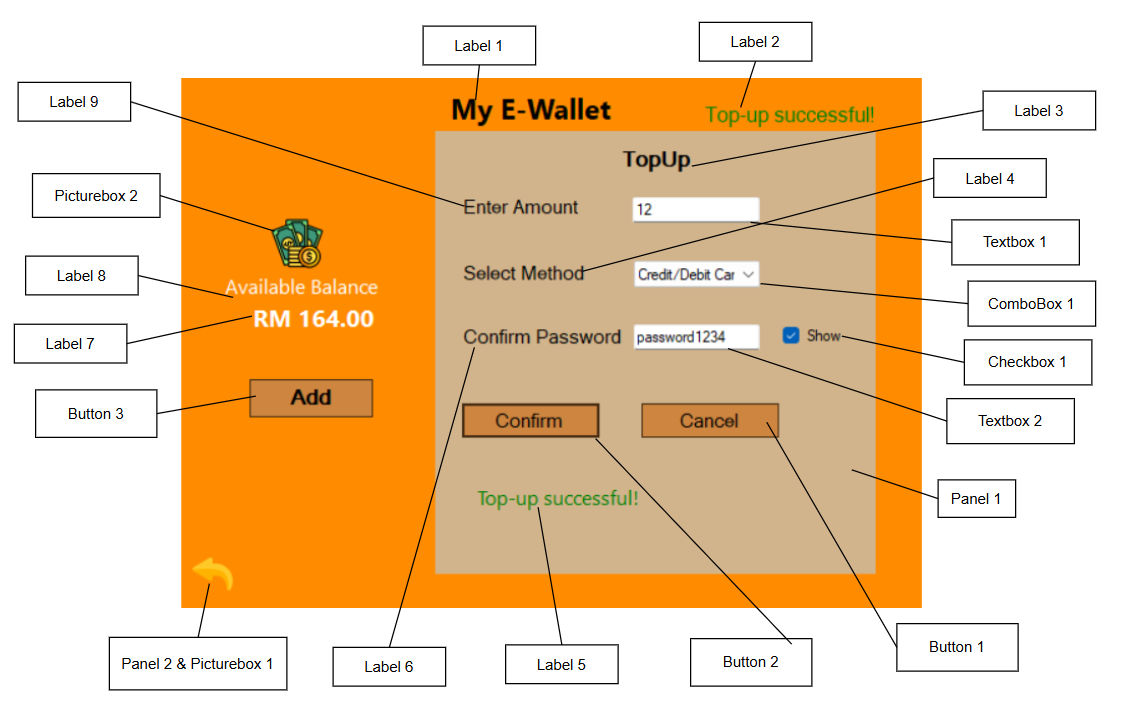 Label 1
Label 2
Label 9
My E-Wallet
Top-up successful!
Label 3
TopUp
Label 4
Picturebox 2
Enter Amount
12
Textbox 1
Label 8
Available Balance
Select Method
Credit/Debit Car
ComboBox 1
RM 164.00
Label 7
Confirm Password
password1234
Show
Checkbox 1
Button 3
Add
Confirm
Cancel
Textbox 2
Top-up successful!
Panel 1
Panel 2 & Picturebox 1
Label 6
Label 5
Button 2
Button 1